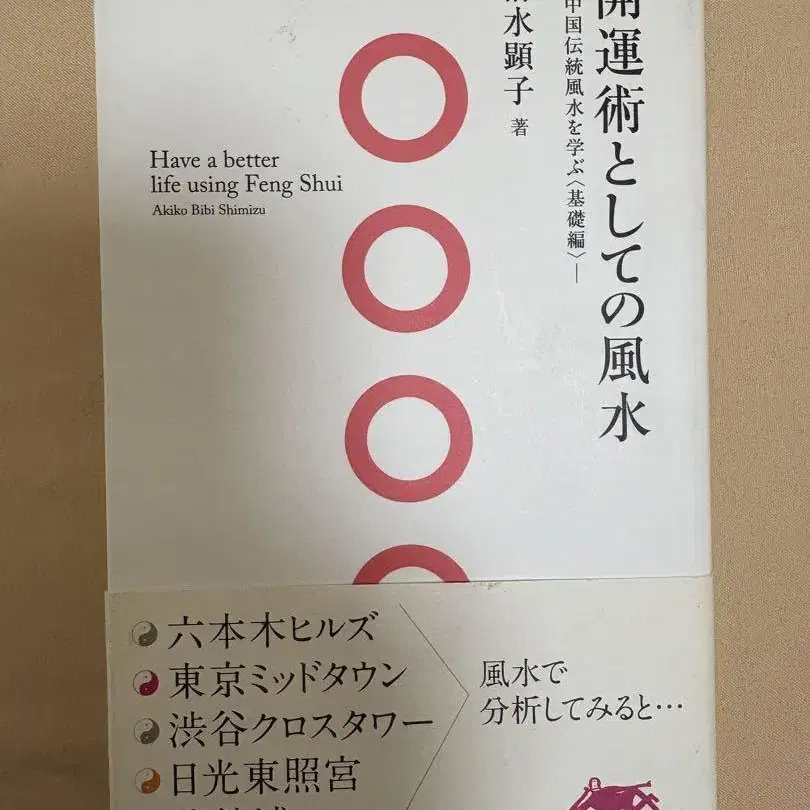 開運術としての風水
中国伝統風水を学ぶ〈基礎編〉—
水顕子 著
Have a better
life using Feng Shui
Akiko Bibi Shimizu
六本木ヒルズ
東京ミッドタウン
渋谷クロスタワー
日光東照宮
風水で
分析してみると…